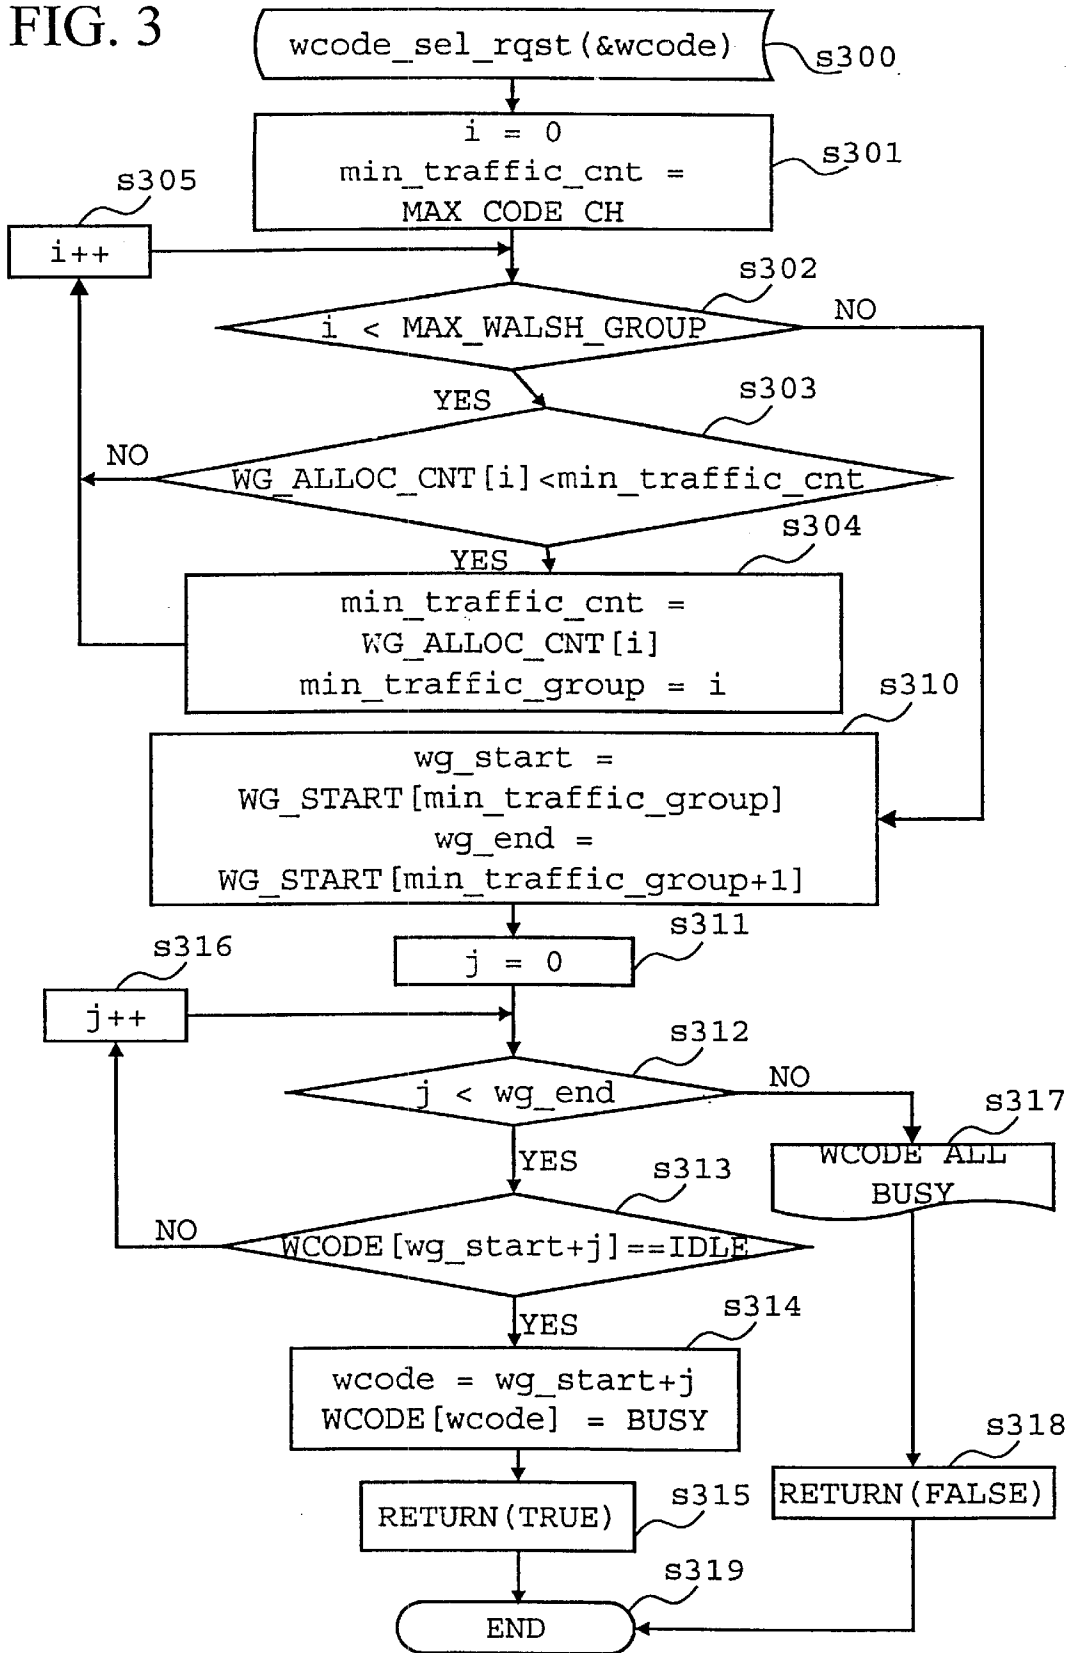 FIG. 3
wcode_sel_rqst(&wcode)
s300
i = 0
min_traffic_cnt =
MAX_CODE_CH
s301
s305
i++
s302
i < MAX_WALSH_GROUP
NO
YES
s303
NO
WG_ALLOC_CNT[i]<min_traffic_cnt
s304
YES
min_traffic_cnt =
WG_ALLOC_CNT[i]
min_traffic_group = i
s310
wg_start =
WG_START[min_traffic_group]
wg_end =
WG_START[min_traffic_group+1]
s311
j = 0
s316
j++
s312
j < wg_end
NO
s317
WCODE ALL
BUSY
YES
s313
NO
WCODE[wg_start+j]==IDLE
s314
YES
wcode = wg_start+j
WCODE[wcode] = BUSY
s318
RETURN(FALSE)
s315
RETURN(TRUE)
s319
END